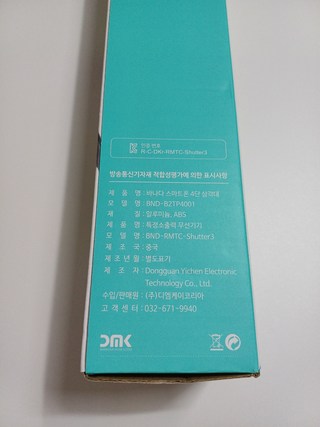 인증 번호
R-C-DKi-RMTC-Shutter3
방송통신기자재 적합성평가에 의한 표시사항
제 품 명 : 바나다 스마트폰 4단 삼각대
모 델 명 : BND-BZTP4001
재 질 : 알루미늄, ABS
제 품 명 : 특정소출력 무선기기
모 델 명 : BND-RMTC-Shutter3
제 조 국 : 중국
제 조 년 월 : 별도표기
제 조 자 : Dongguan Yichen Electronic
Technology Co., Ltd.
수입/판매원 : (주)디엠케이코리아
고 객 센 터 : 032-671-9940
DMK